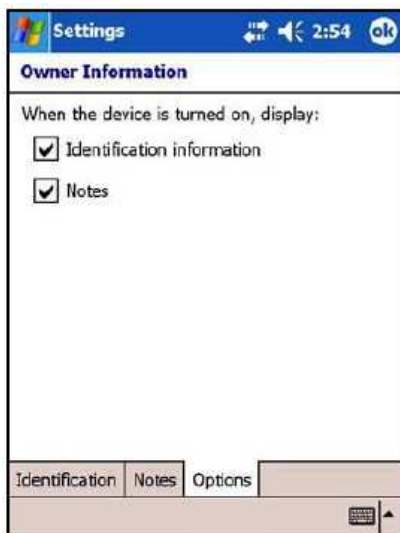 Settings 2:54 ok
Owner Information
When the device is turned on, display:
Identification information
Notes
Identification Notes Options